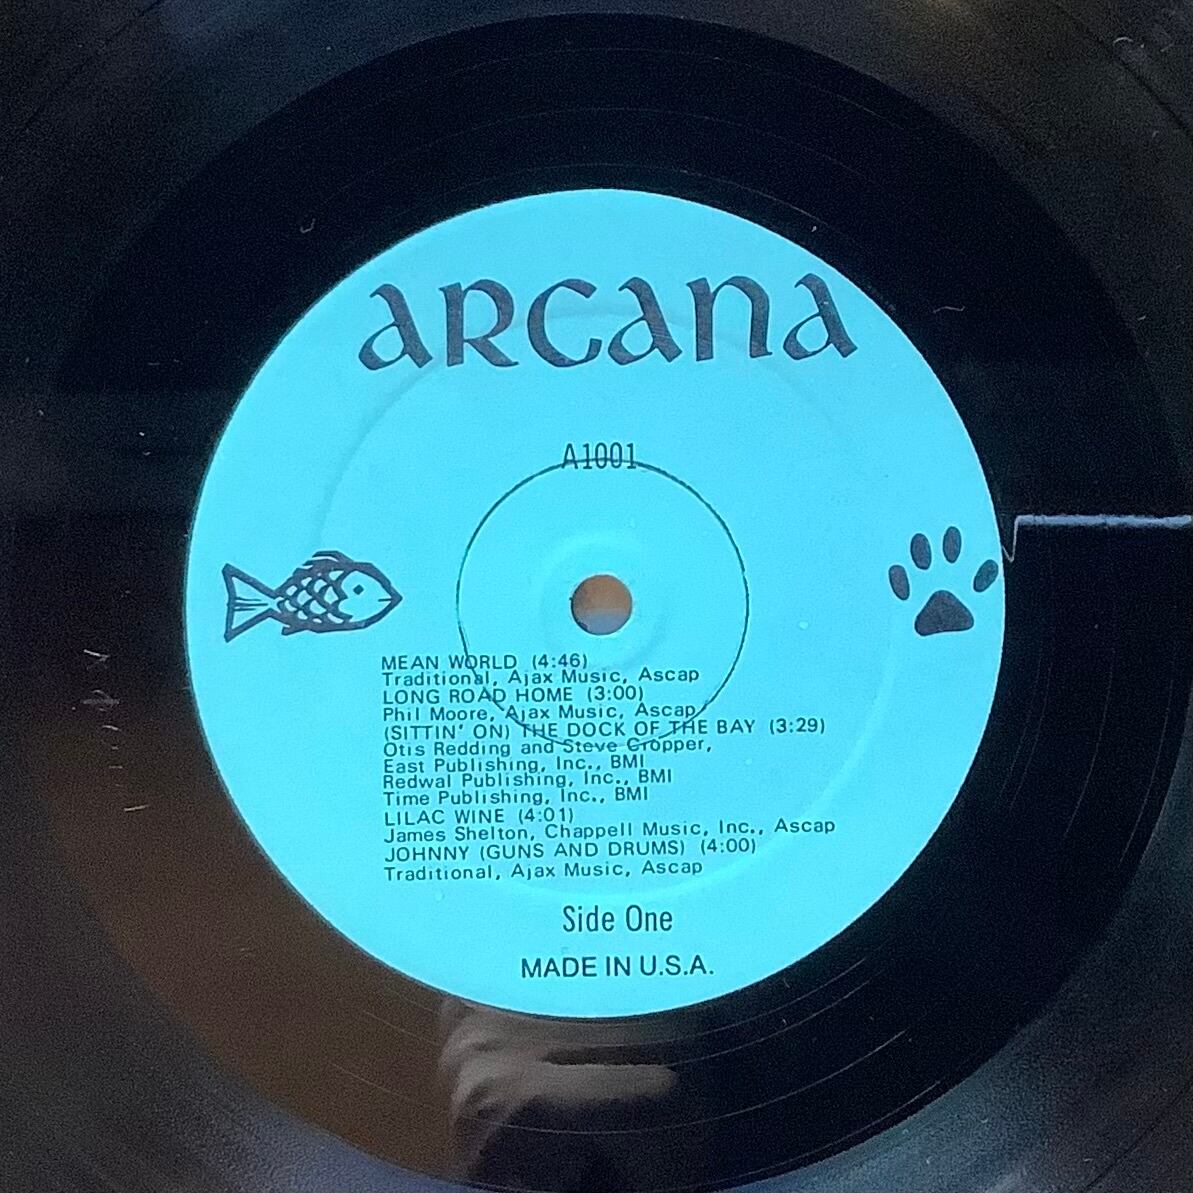 ARCANA
A1001
MEAN WORLD (4:46)
Traditional, Ajax Music, Ascap
LONG ROAD HOME (3:00)
Phil Moore, Ajax Music, Ascap
(SITTIN' ON) THE DOCK OF THE BAY (3:29)
Otis Redding and Steve Cropper,
East Publishing, Inc., BMI
Redwal Publishing, Inc., BMI
Time Publishing, Inc., BMI
LILAC WINE (4:01)
James Shelton, Chappell Music, Inc., Ascap
JOHNNY (GUNS AND DRUMS) (4:00)
Traditional, Ajax Music, Ascap
Side One
MADE IN U.S.A.